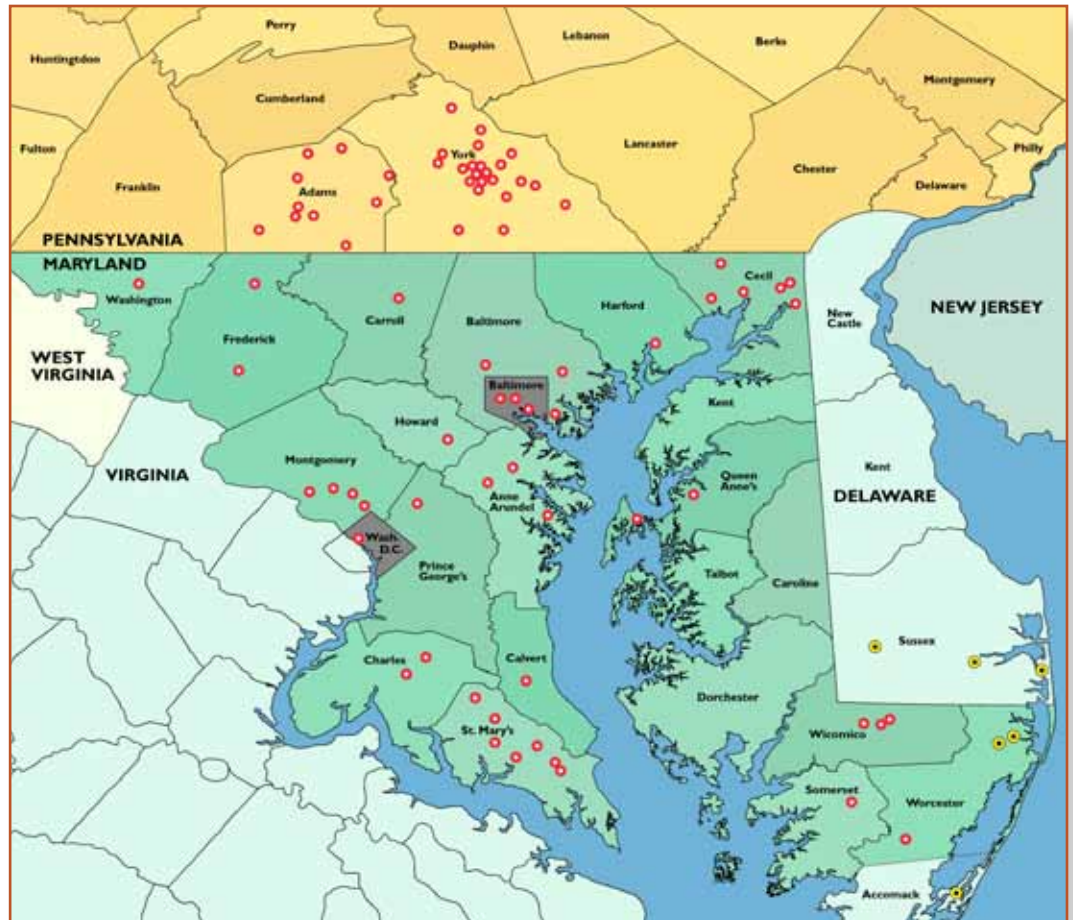 Perry
Dauphin
Lebanon
Berks
Huntingtdon
Montgomery
Cumberland
Fulton
York
Lancaster
Philly
Chester
Delaware
Franklin
Adams
PENNSYLVANIA
MARYLAND
Washington
Cecil
Harford
New
Castle
NEW JERSEY
Carroll
Baltimore
Frederick
WEST
VIRGINIA
Baltimore
Kent
Howard
Montgomery
VIRGINIA
Kent
Queen
Anne's
Anne
Arundel
DELAWARE
Wash.
D.C.
Prince
George's
Talbot
Caroline
Sussex
Charles
Calvert
Dorchester
St. Mary's
Wicomico
Somerset
Worcester
Accomack